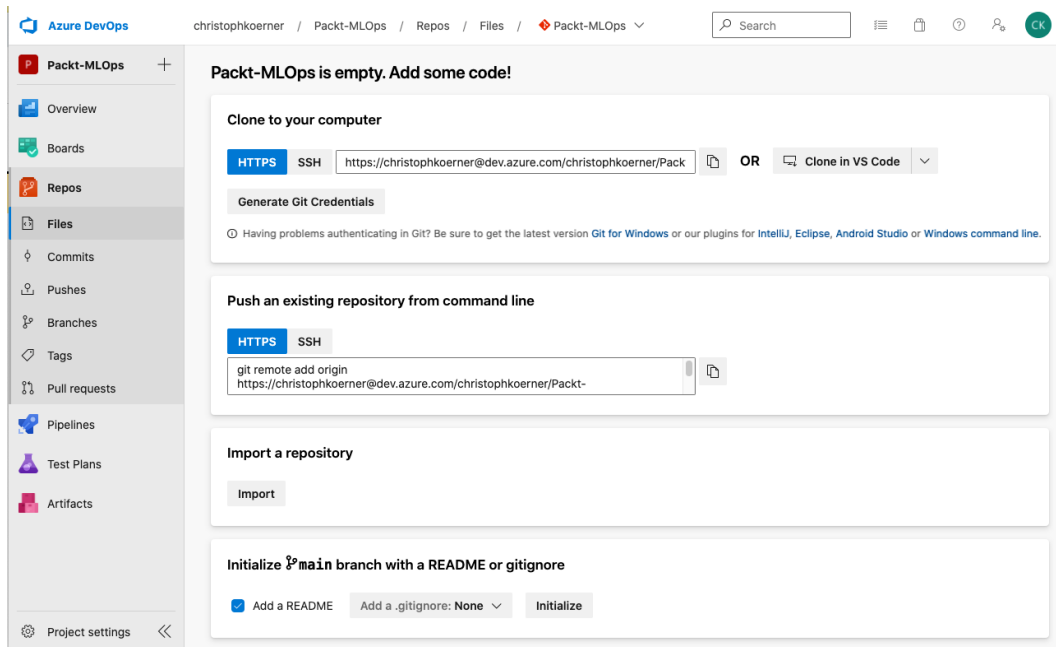 Azure DevOps
christophkoerner / Packt-MLOps / Repos / Files / Packt-MLOps
Search
CK
P Packt-MLOps
Overview
Boards
Repos
Files
Commits
Pushes
Branches
Tags
Pull requests
Pipelines
Test Plans
Artifacts
Project settings
Packt-MLOps is empty. Add some code!
Clone to your computer
HTTPS SSH https://christophkoerner@dev.azure.com/christophkoerner/Pack OR Clone in VS Code
Generate Git Credentials
Having problems authenticating in Git? Be sure to get the latest version Git for Windows or our plugins for IntelliJ, Eclipse, Android Studio or Windows command line.
Push an existing repository from command line
HTTPS SSH
git remote add origin
https://christophkoerner@dev.azure.com/christophkoerner/Packt-
Import a repository
Import
Initialize main branch with a README or gitignore
Add a README Add a .gitignore: None Initialize